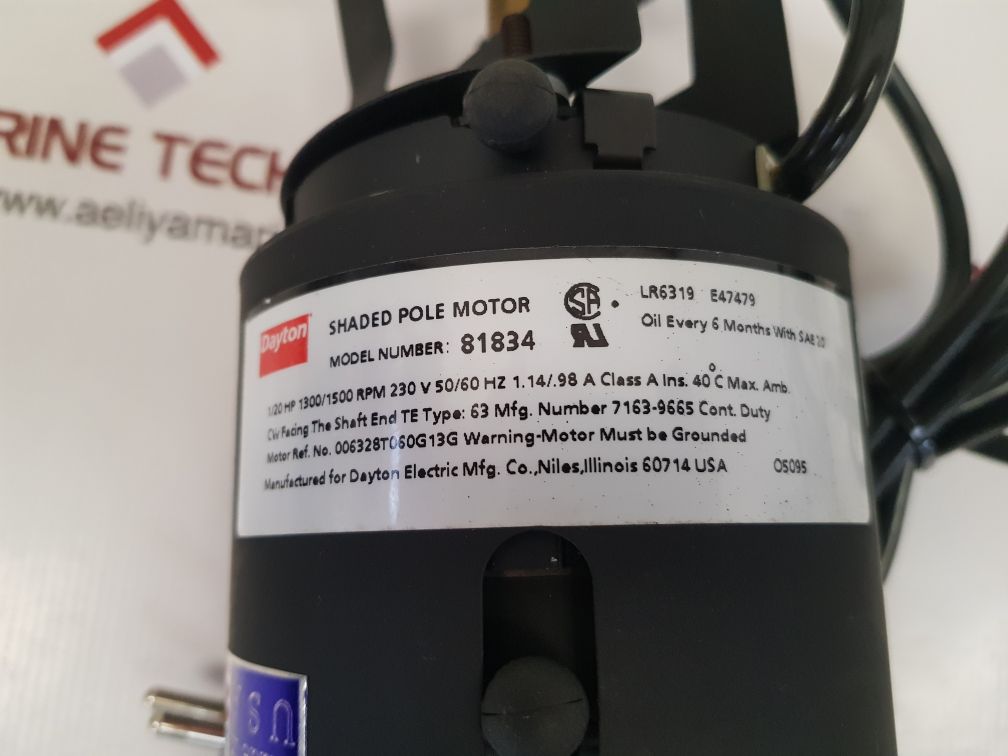 RINE TECH
www.aeliyamar
Dayton
SHADED POLE MOTOR
MODEL NUMBER: 81834
LR6319 E47479
Oil Every 6 Months With SAE 20
1/20 HP 1300/1500 RPM 230 V 50/60 HZ 1.14/.98 A Class A Ins. 40°C Max. Amb.
CW Facing The Shaft End TE Type: 63 Mfg. Number 7163-9665 Cont. Duty
Motor Ref. No. 006328T060G13G Warning-Motor Must be Grounded
Manufactured for Dayton Electric Mfg. Co.,Niles,Illinois 60714 USA O5095